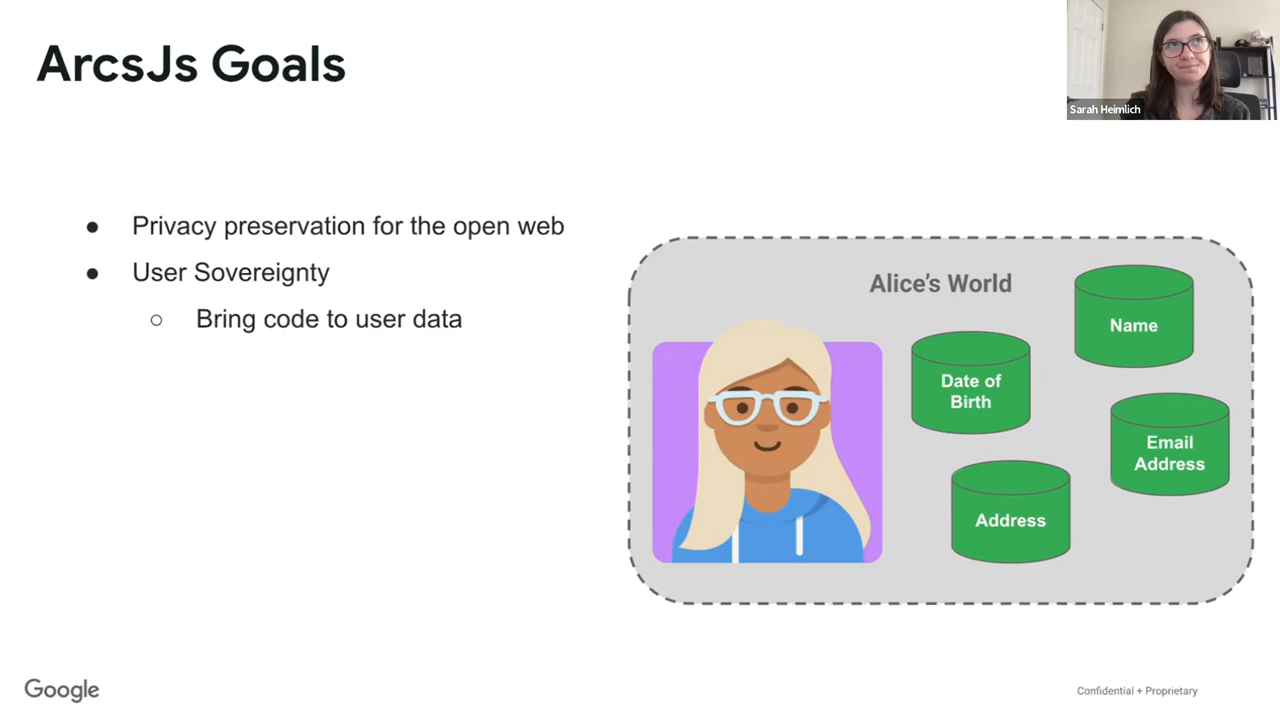 ArcsJs Goals
Sarah Heimlich
● Privacy preservation for the open web
● User Sovereignty
○ Bring code to user data
Alice’s World
Name
Date of
Birth
Email
Address
Address
Google
Confidential + Proprietary